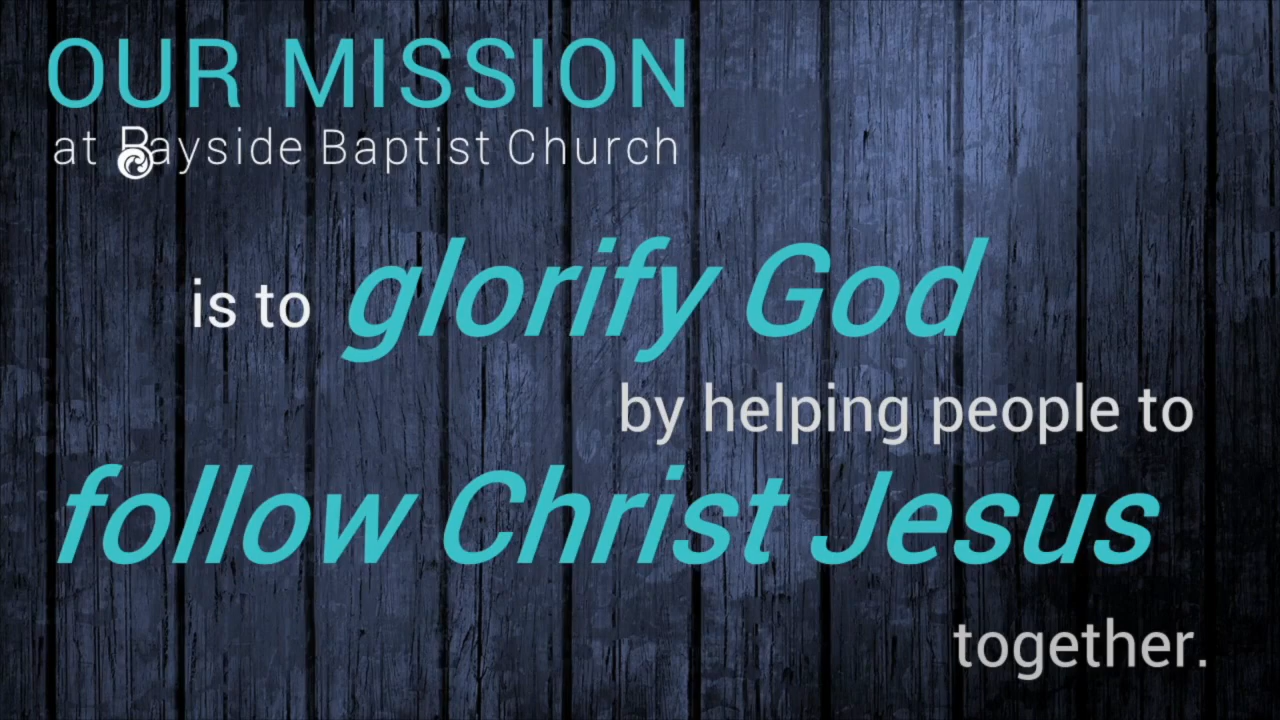 OUR MISSION
at Bayside Baptist Church
is to glorify God
by helping people to
follow Christ Jesus
together.